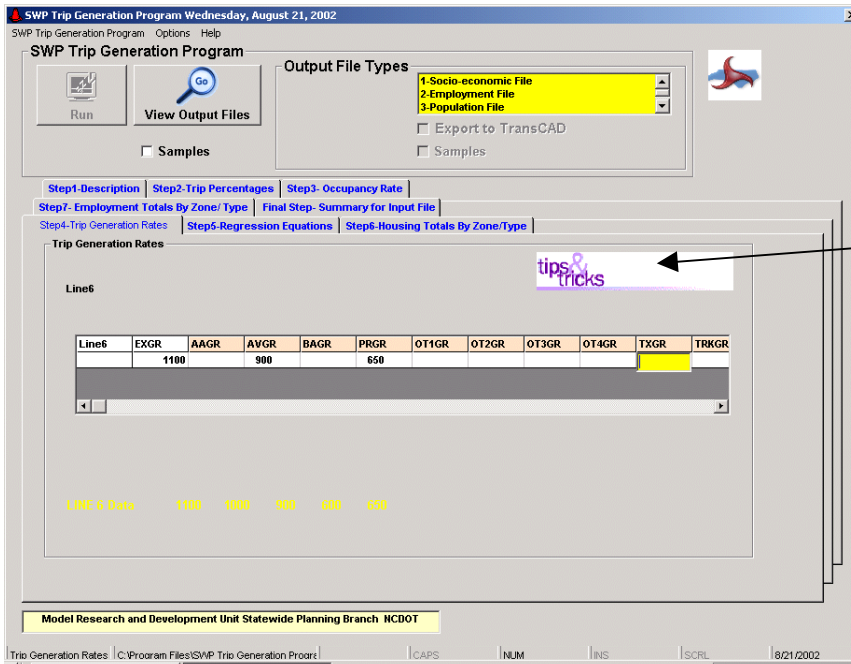 SWP Trip Generation Program Wednesday, August 21, 2002
SWP Trip Generation Program Options Help
SWP Trip Generation Program
Run
Go
View Output Files
Samples
Output File Types
1-Socio-economic File
2-Employment File
3-Population File
Export to TransCAD
Samples
Step1-Description Step2-Trip Percentages Step3- Occupancy Rate
Step7- Employment Totals By Zone/ Type Final Step- Summary for Input File
Step4-Trip Generation Rates Step5-Regression Equations Step6-Housing Totals By Zone/Type
Trip Generation Rates
tips&
tricks
Line6
Line6 EXGR AAGR AVGR BAGR PRGR OT1GR OT2GR OT3GR OT4GR TXGR TRKGR
1100 900 650
LINE 6 Data 1100 1000 900 600 650
Model Research and Development Unit Statewide Planning Branch NCDOT
Trip Generation Rates C:\Program Files\SWP Trip Generation Progra CAPS NUM INS SCRL 8/21/2002